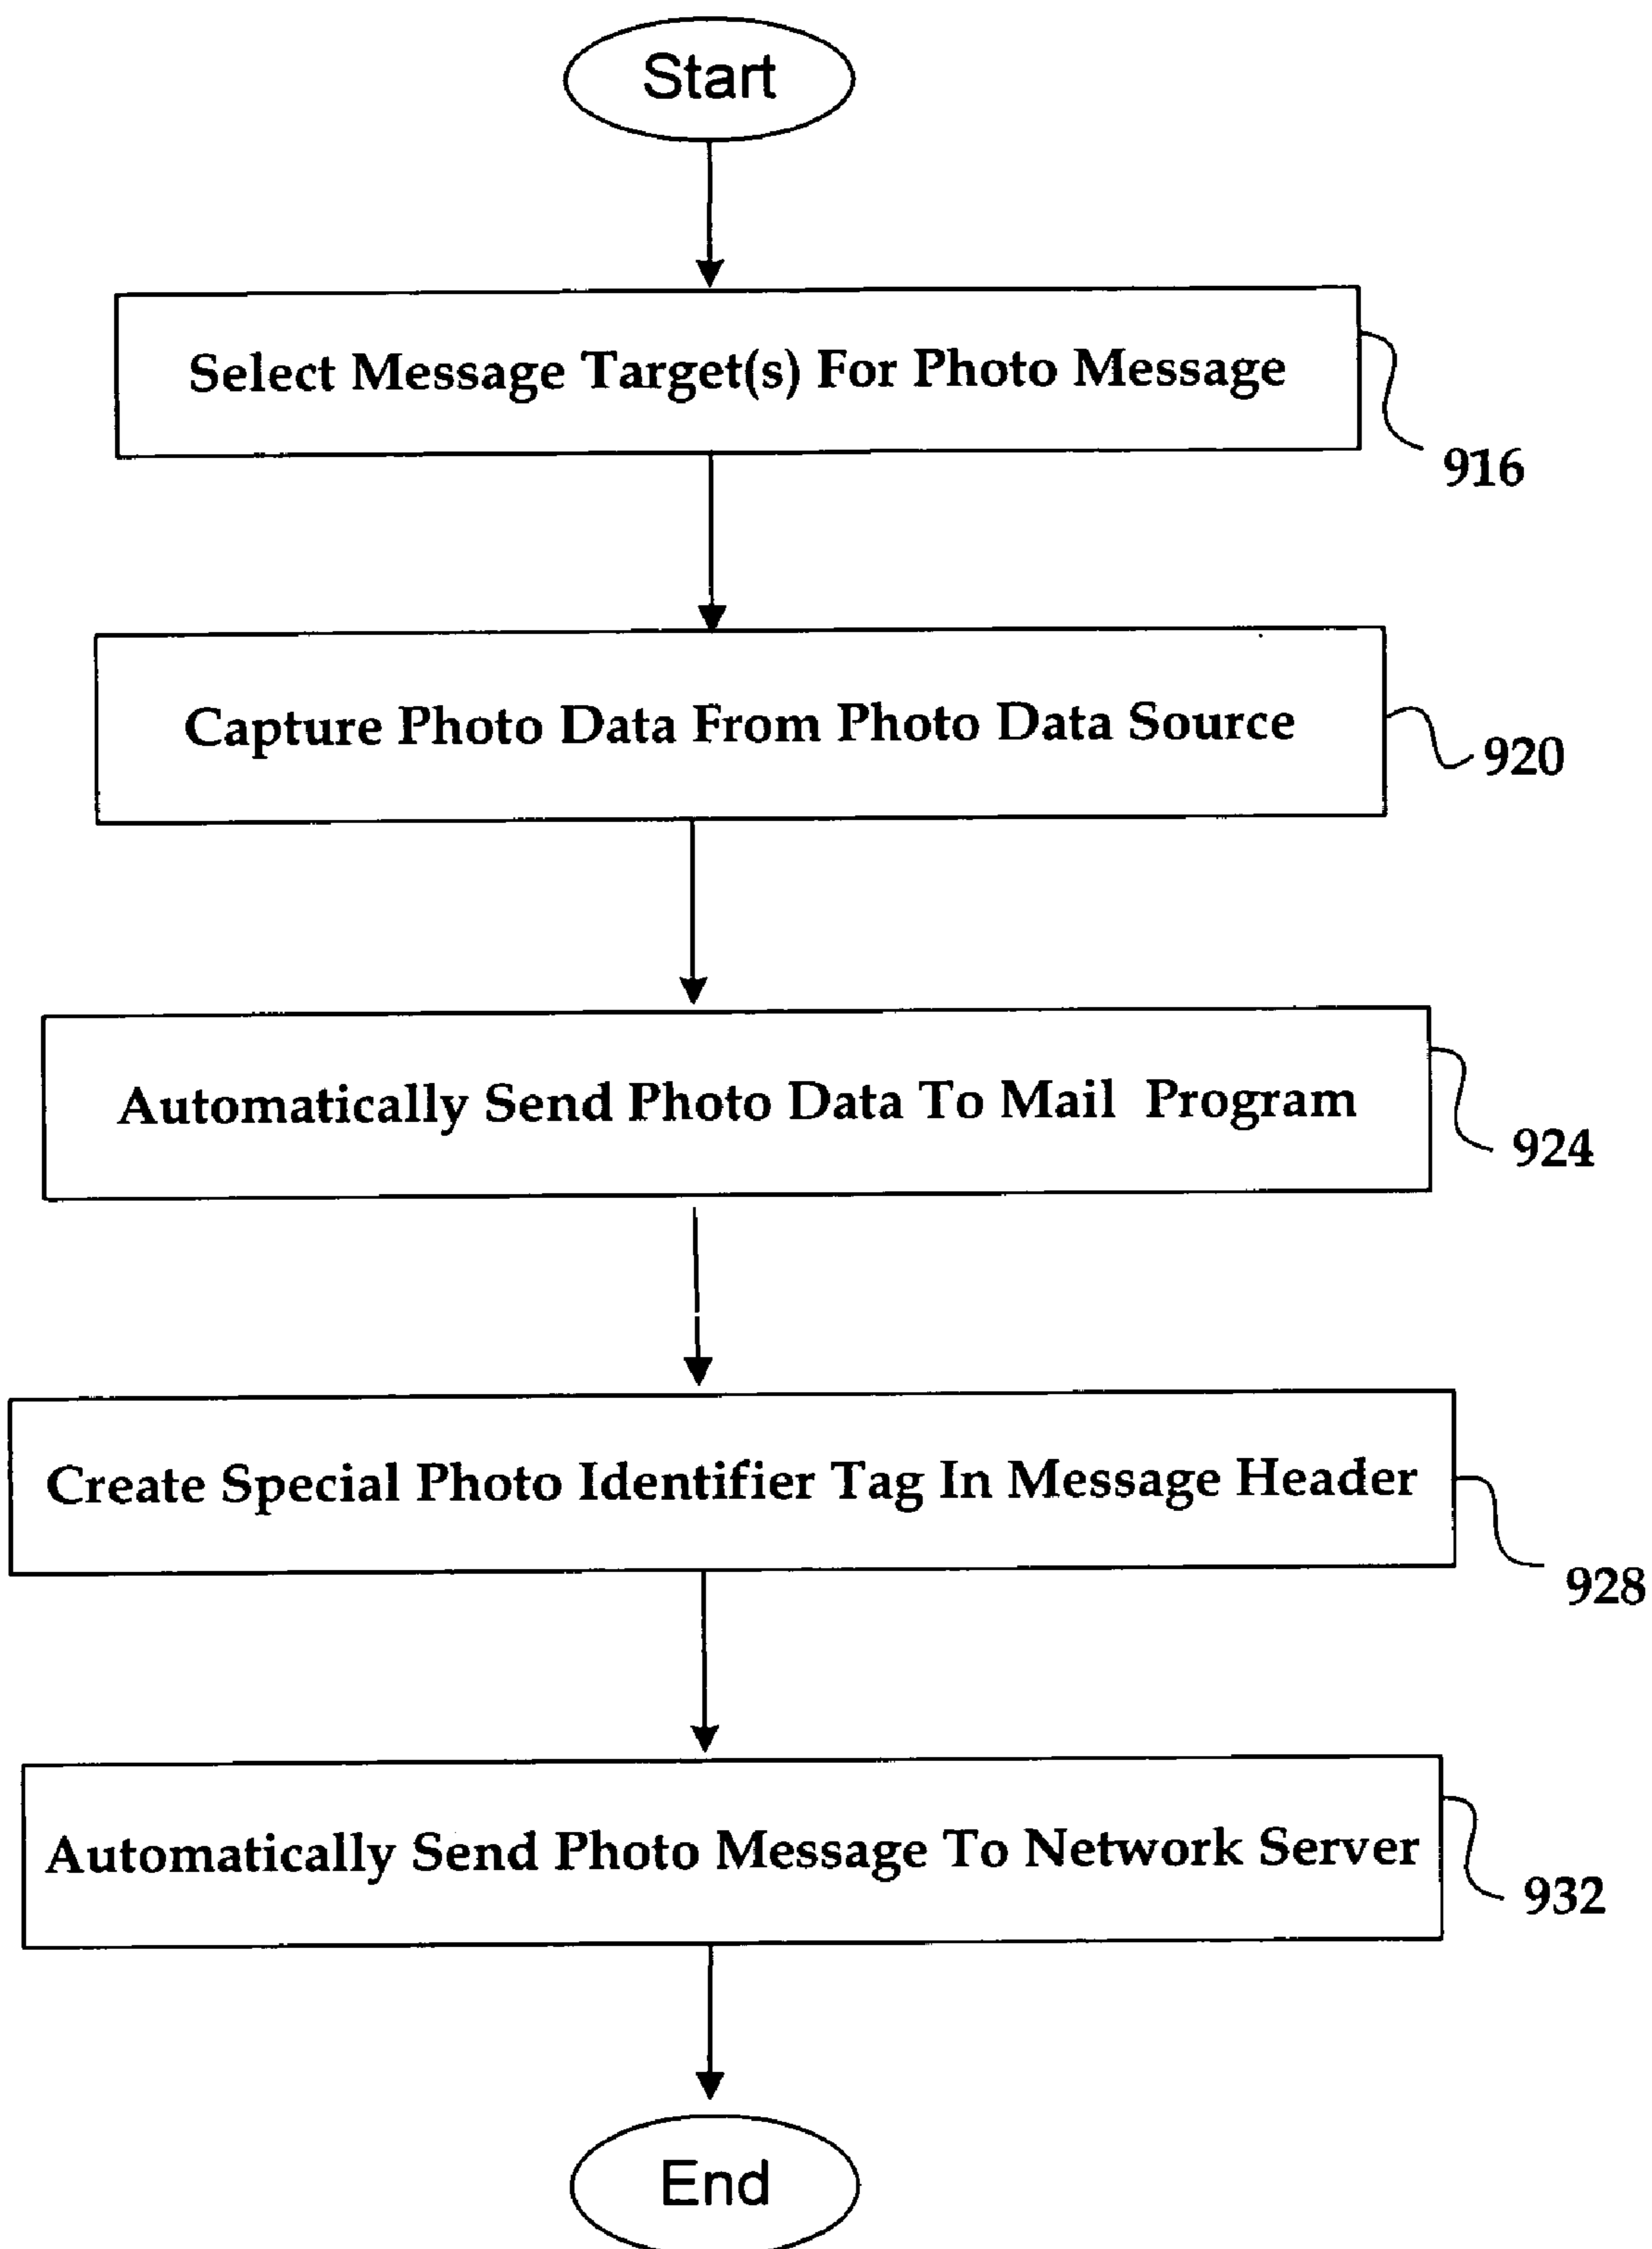 Start
Select Message Target(s) For Photo Message
916
Capture Photo Data From Photo Data Source
920
Automatically Send Photo Data To Mail Program
924
Create Special Photo Identifier Tag In Message Header
928
Automatically Send Photo Message To Network Server
932
End